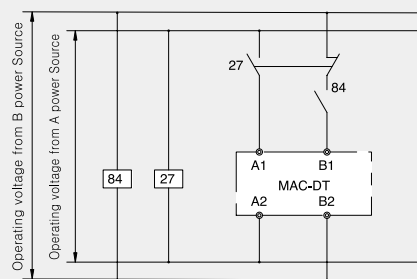 Operating voltage from B power Source
Operating voltage from A power Source
27
84
84
27
A1 B1
MAC-DT
A2 B2